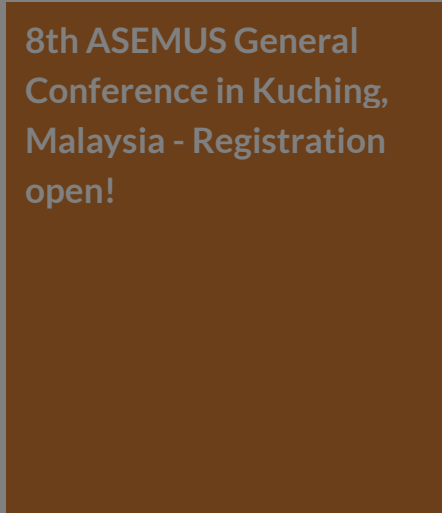 8th ASEMUS General
Conference in Kuching,
Malaysia - Registration
open!